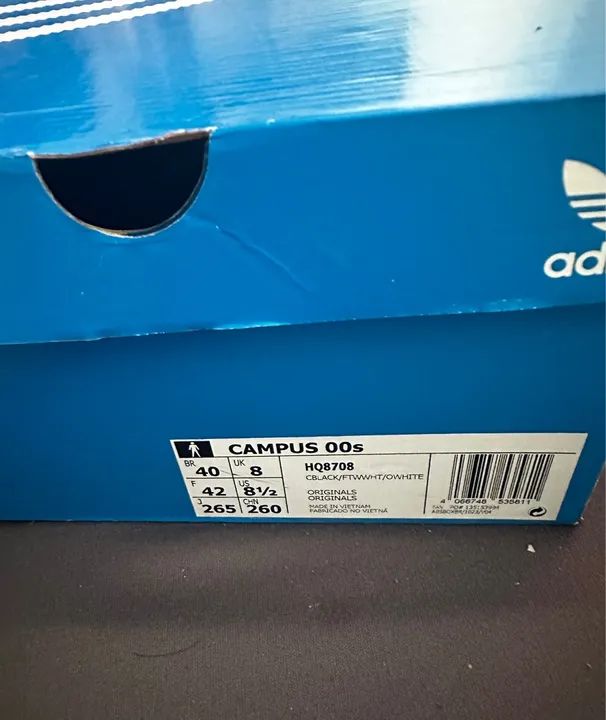 ad
CAMPUS 00s
BR 40 UK 8
F 42 US 8½
J 265 CHN 260
HQ8708
CBLACK/FTWWHT/OWHITE
ORIGINALS
ORIGINALS
MADE IN VIETNAM
FABRICADO NO VIETNÃ
4 066748 535811